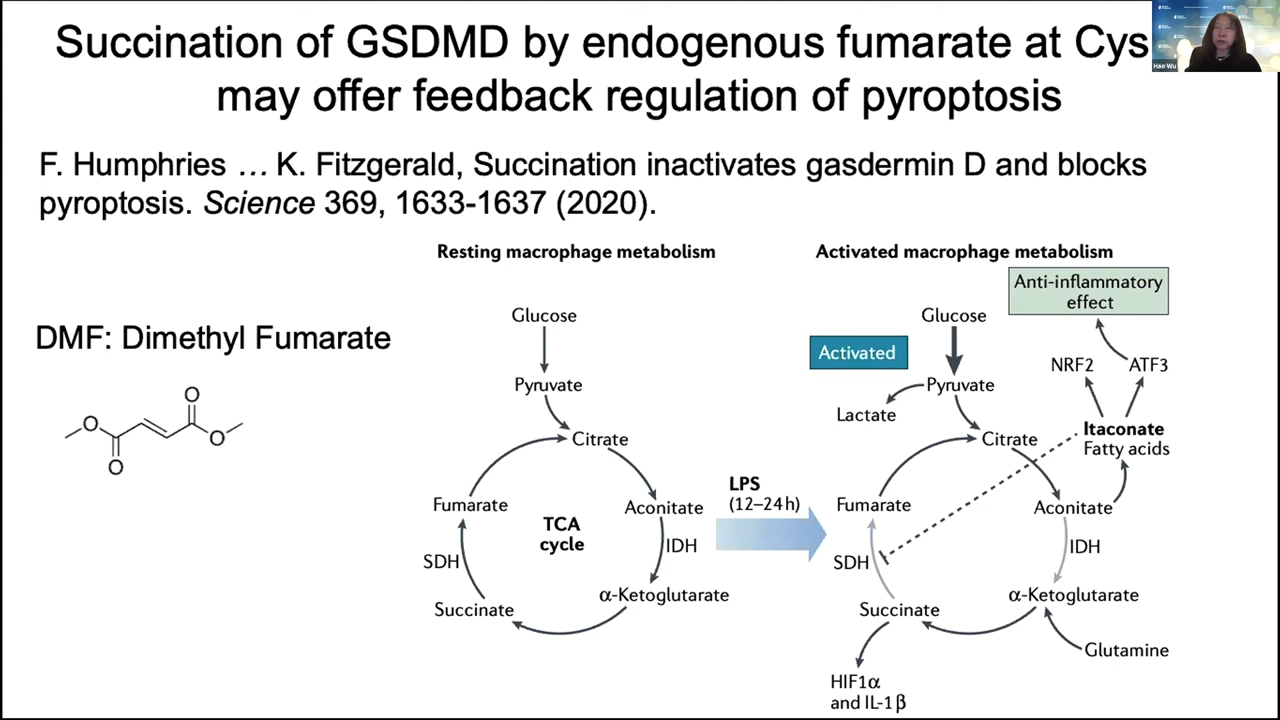 Succination of GSDMD by endogenous fumarate at Cys
may offer feedback regulation of pyroptosis
Hao Wu
F. Humphries … K. Fitzgerald, Succination inactivates gasdermin D and blocks
pyroptosis. Science 369, 1633-1637 (2020).
DMF: Dimethyl Fumarate
O
O
O
O
Resting macrophage metabolism
Glucose
Pyruvate
Citrate
Fumarate
Aconitate
TCA
cycle
SDH
IDH
Succinate
α-Ketoglutarate
LPS
(12–24 h)
Activated macrophage metabolism
Anti-inflammatory
effect
Glucose
Activated
NRF2
ATF3
Pyruvate
Lactate
Citrate
Itaconate
Fatty acids
Fumarate
Aconitate
SDH
IDH
Succinate
α-Ketoglutarate
Glutamine
HIF1α
and IL-1β